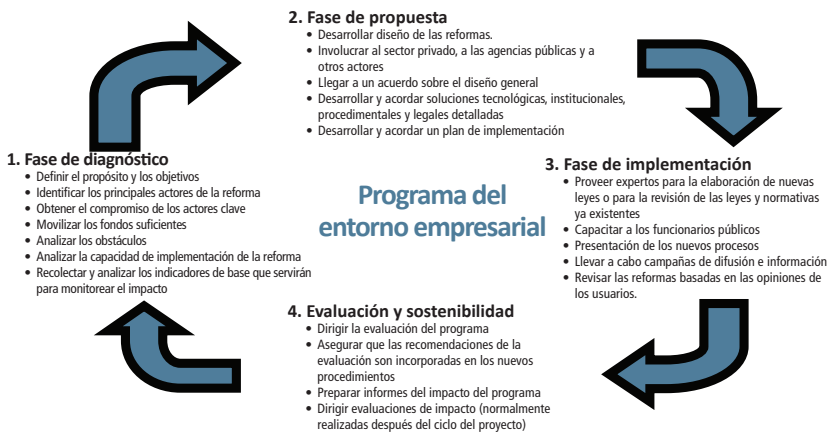 2. Fase de propuesta
• Desarrollar diseño de las reformas.
• Involucrar al sector privado, a las agencias públicas y a
otros actores
• Llegar a un acuerdo sobre el diseño general
• Desarrollar y acordar soluciones tecnológicas, institucionales,
procedimentales y legales detalladas
• Desarrollar y acordar un plan de implementación
1. Fase de diagnóstico
• Definir el propósito y los objetivos
• Identificar los principales actores de la reforma
• Obtener el compromiso de los actores clave
• Movilizar los fondos suficientes
• Analizar los obstáculos
• Analizar la capacidad de implementación de la reforma
• Recolectar y analizar los indicadores de base que servirán
para monitorear el impacto
Programa del
entorno empresarial
3. Fase de implementación
• Proveer expertos para la elaboración de nuevas
leyes o para la revisión de las leyes y normativas
ya existentes
• Capacitar a los funcionarios públicos
• Presentación de los nuevos procesos
• Llevar a cabo campañas de difusión e información
• Revisar las reformas basadas en las opiniones de
los usuarios.
4. Evaluación y sostenibilidad
• Dirigir la evaluación del programa
• Asegurar que las recomendaciones de la
evaluación son incorporadas en los nuevos
procedimientos
• Preparar informes del impacto del programa
• Dirigir evaluaciones de impacto (normalmente
realizadas después del ciclo del proyecto)